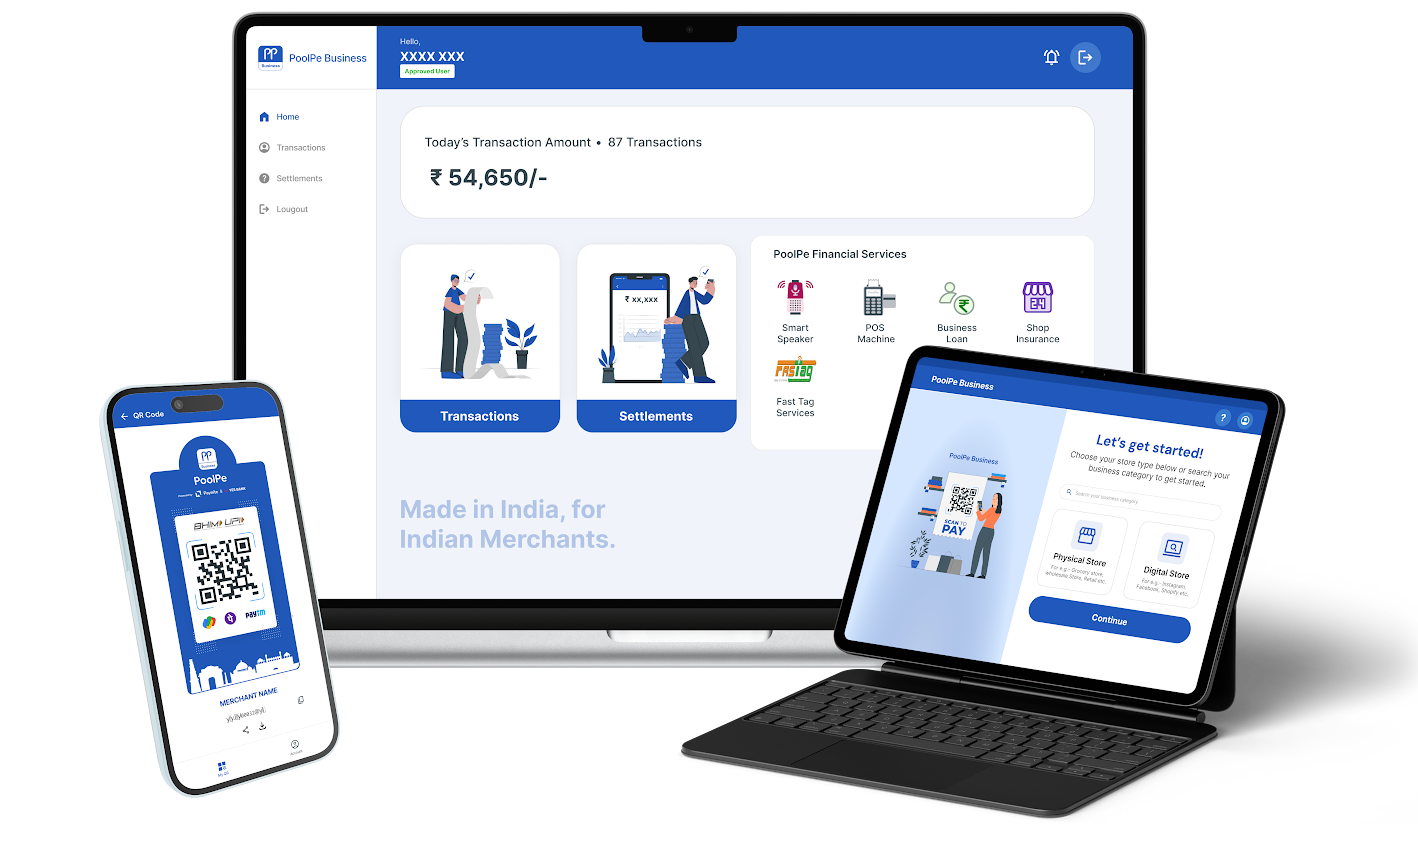 PP
Business
PoolPe Business
Hello,
XXXX XXX
Approved User
Home
Transactions
Settlements
Lougout
Today's Transaction Amount • 87 Transactions
₹ 54,650/-
₹ xx,xxx
Transactions
Settlements
PoolPe Financial Services
Smart
Speaker
POS
Machine
Business
Loan
Shop
Insurance
FASTag
Fast Tag
Services
Made in India, for
Indian Merchants.
QR Code
PP
Business
PoolPe
BHIM UPI
paytm
MERCHANT NAME
My QR
Account
PoolPe Business
?
PoolPe Business
SCAN TO
PAY
Let's get started!
Choose your store type below or search your
business category to get started.
Search your business category
Physical Store
For e.g - Grocery store,
wholesale Store, Retail etc.
Digital Store
For e.g - Instagram,
Facebook, Shopify etc.
Continue